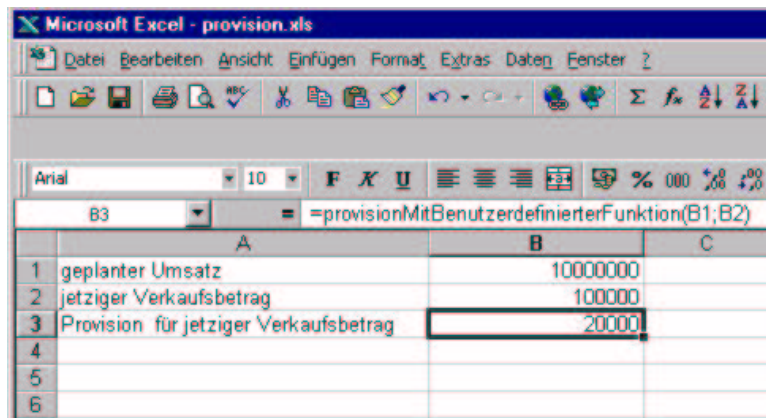 Microsoft Excel - provision.xls
Datei Bearbeiten Ansicht Einfügen Format Extras Daten Fenster ?
Arial 10 F K U % 000
B3 = =provisionMitBenutzerdefinierterFunktion(B1;B2)
A B C
1 geplanter Umsatz 10000000
2 jetziger Verkaufsbetrag 100000
3 Provision für jetziger Verkaufsbetrag 20000
4
5
6